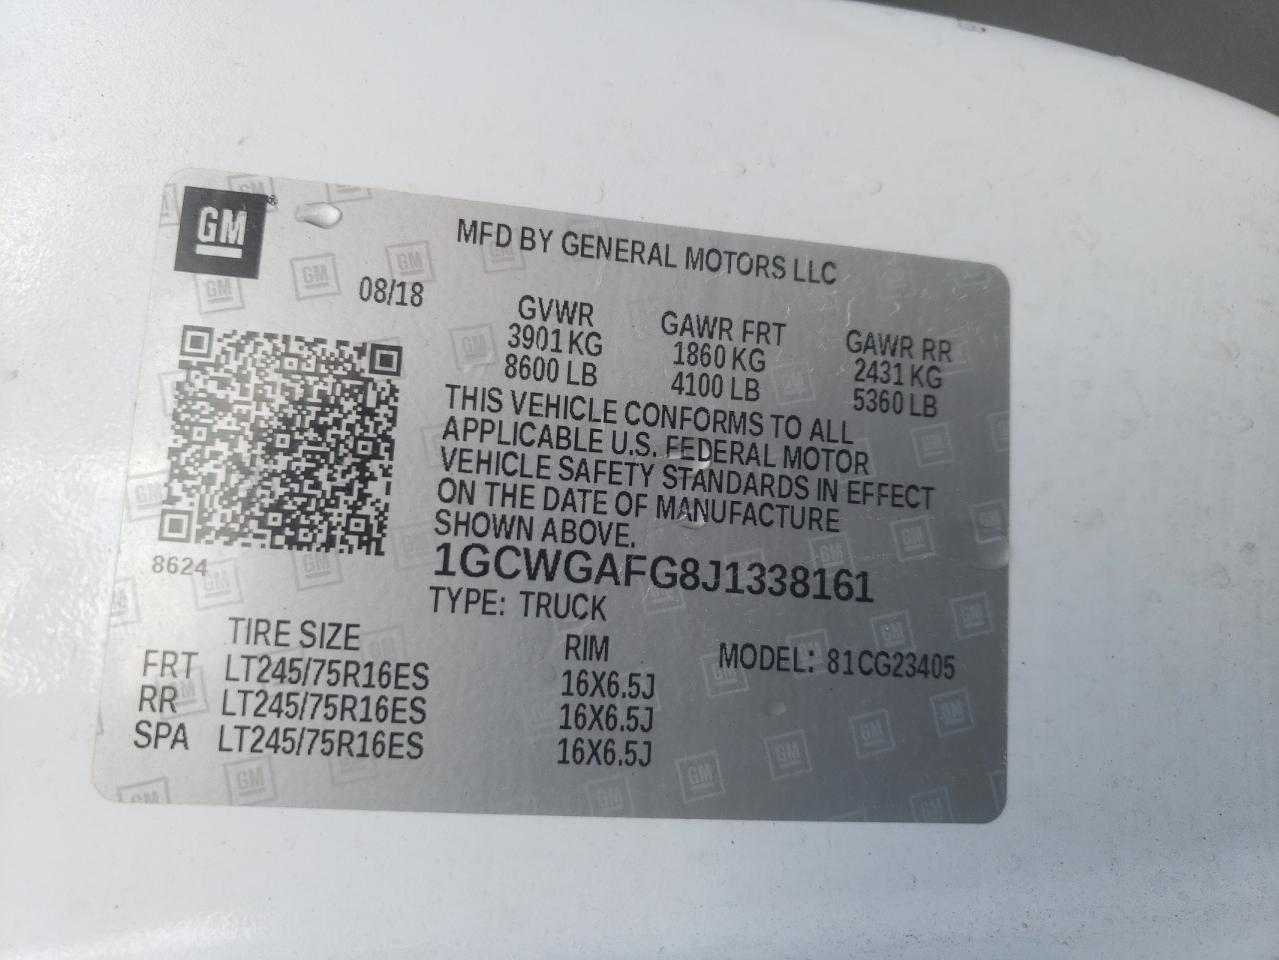 GM
08/18
MFD BY GENERAL MOTORS LLC
GVWR GAWR FRT GAWR RR
3901 KG 1860 KG 2431 KG
8600 LB 4100 LB 5360 LB
THIS VEHICLE CONFORMS TO ALL
APPLICABLE U.S. FEDERAL MOTOR
VEHICLE SAFETY STANDARDS IN EFFECT
ON THE DATE OF MANUFACTURE
SHOWN ABOVE.
8624
1GCWGAFG8J1338161
TYPE: TRUCK
TIRE SIZE RIM MODEL: 81CG23405
FRT LT245/75R16ES 16X6.5J
RR LT245/75R16ES 16X6.5J
SPA LT245/75R16ES 16X6.5J